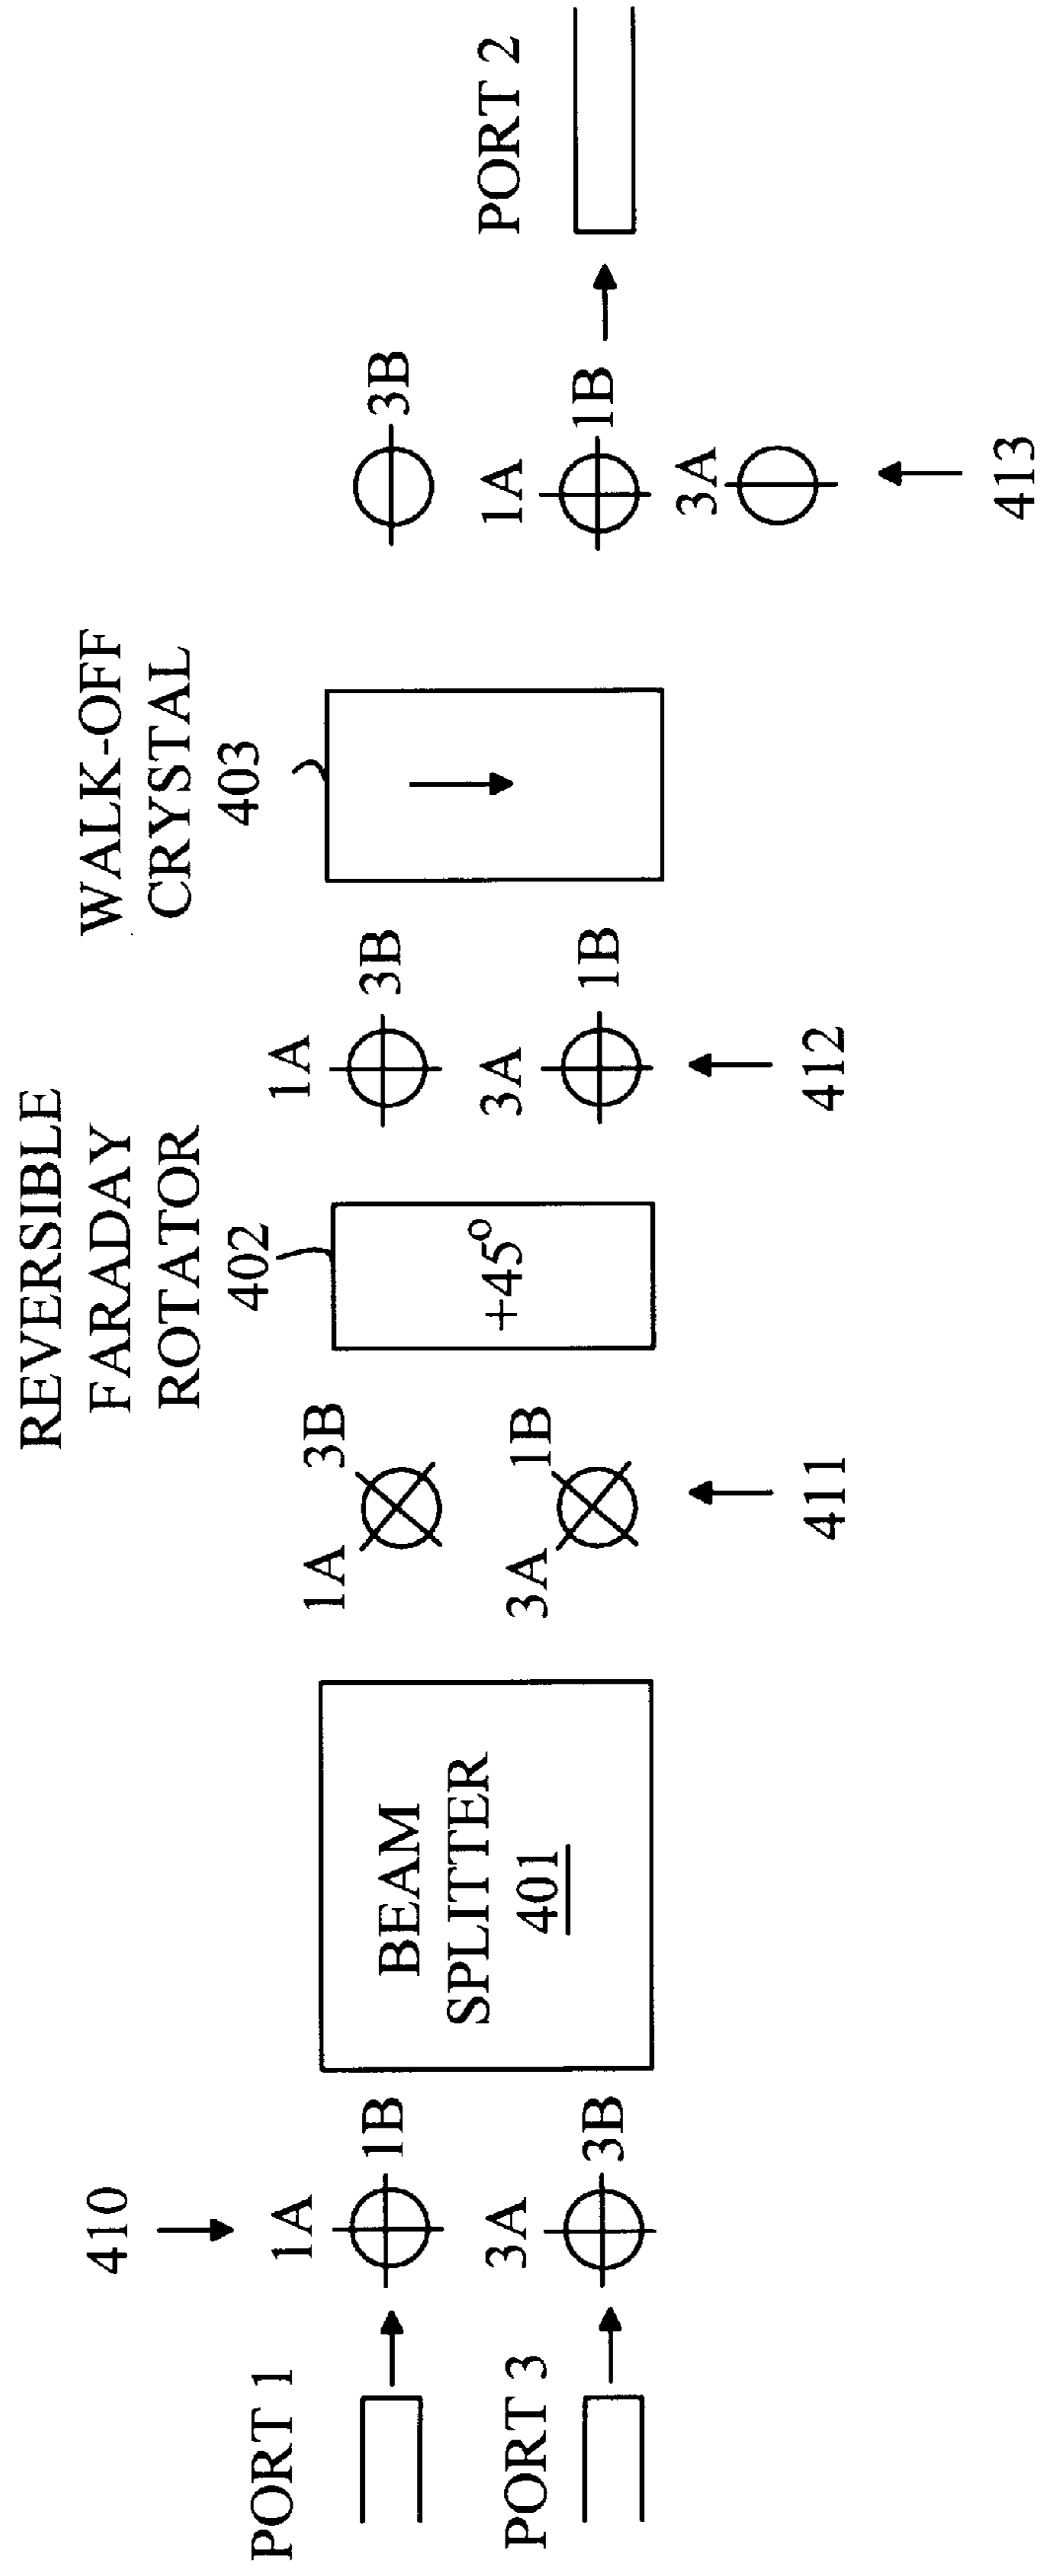 410
PORT 1
1A
1B
PORT 3
3A
3B
BEAM
SPLITTER
401
1A
3B
3A
1B
411
REVERSIBLE
FARADAY
ROTATOR
402
+45°
1A
3B
3A
1B
412
WALK-OFF
CRYSTAL
403
3B
1A
1B
3A
413
PORT 2